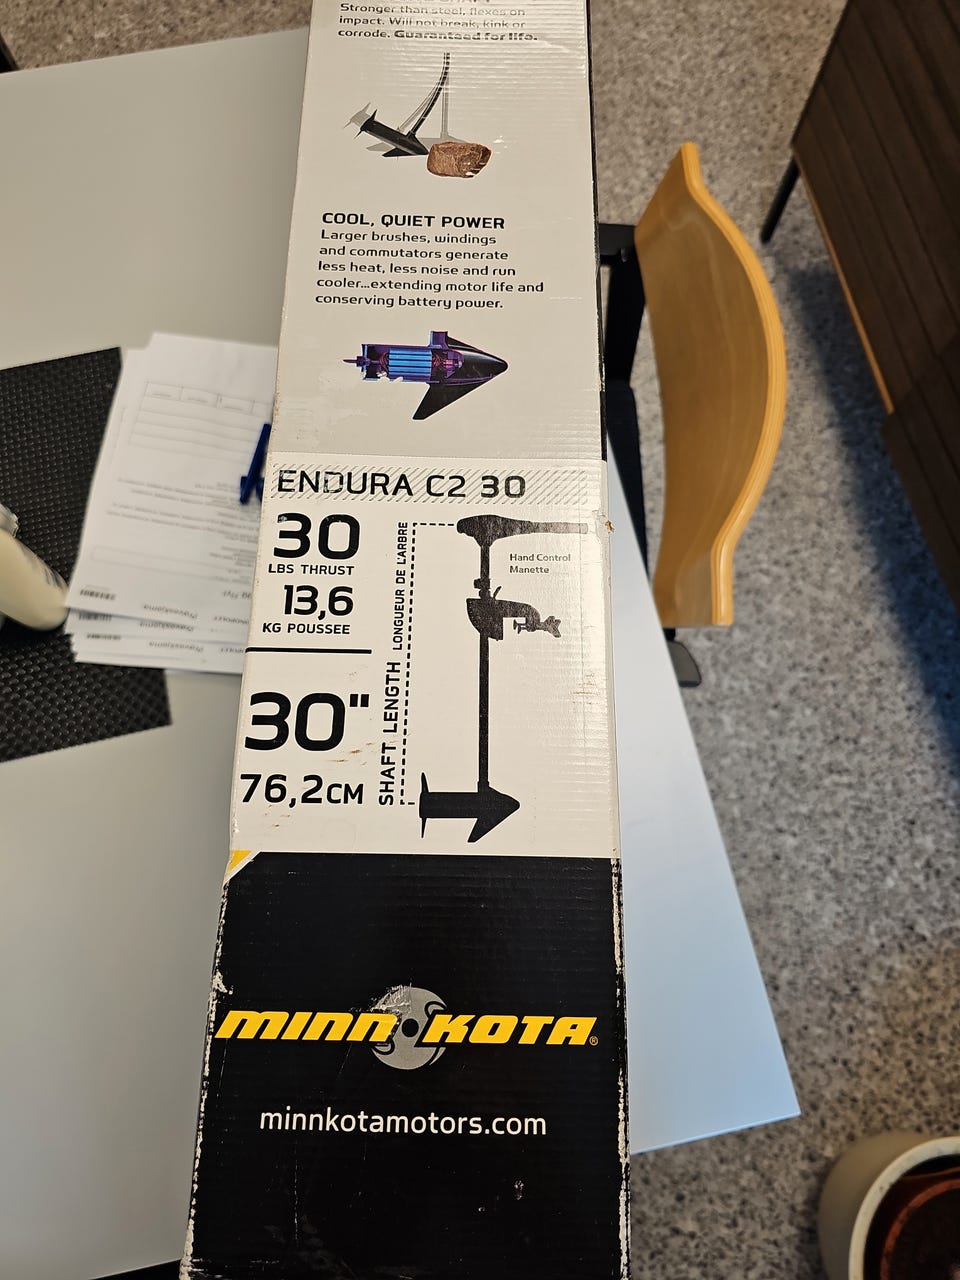 Stronger than steel, flexes on
impact. Will not break, kink or
corrode. Guaranteed for life.
COOL, QUIET POWER
Larger brushes, windings
and commutators generate
less heat, less noise and run
cooler...extending motor life and
conserving battery power.
ENDURA C2 30
30
LBS THRUST
13,6
KG POUSSEE
30"
76,2CM
SHAFT LENGTH LONGUEUR DE L'ARBRE
Hand Control
Manette
MINN KOTA®
minnkotamotors.com